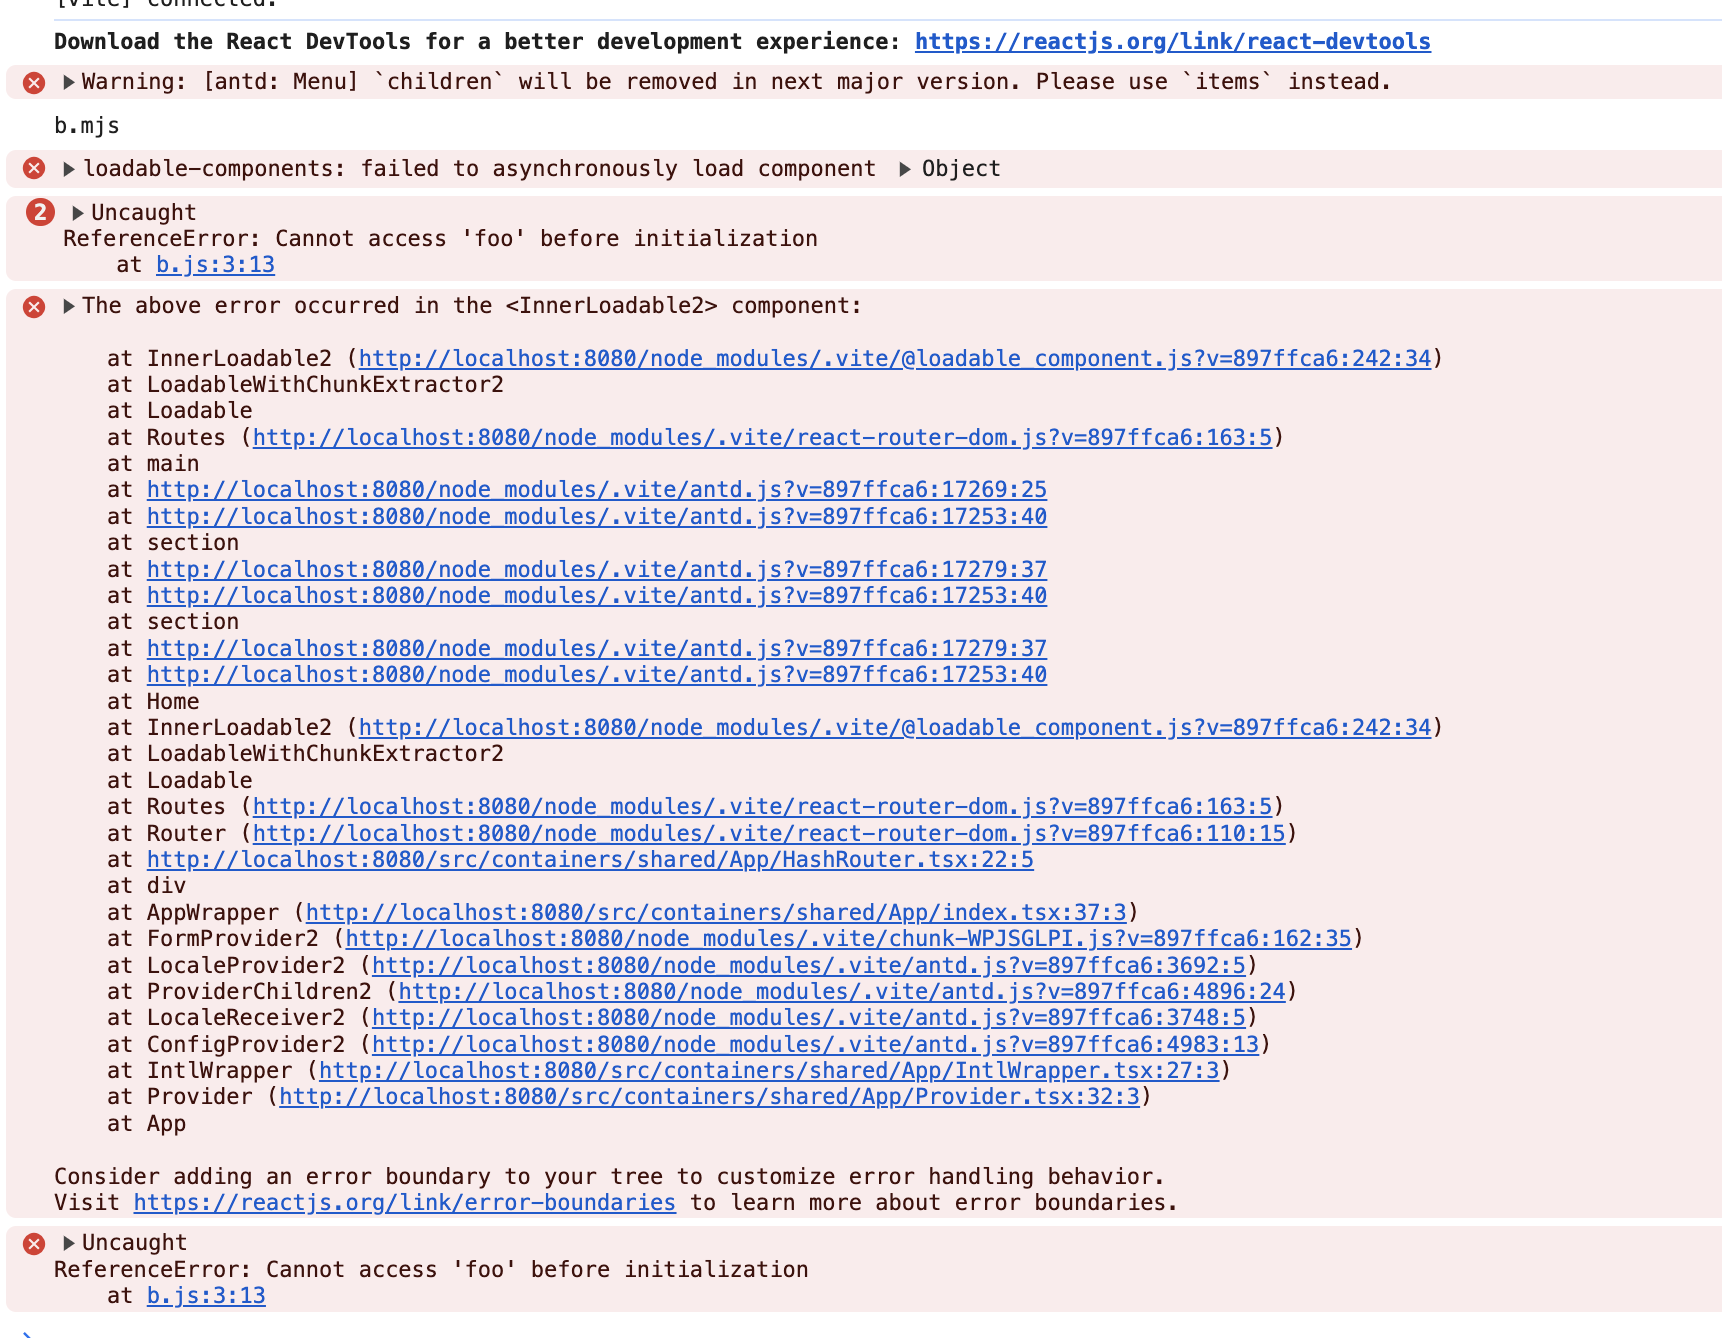 [vite] connected.
Download the React DevTools for a better development experience: https://reactjs.org/link/react-devtools
Warning: [antd: Menu] `children` will be removed in next major version. Please use `items` instead.
b.mjs
loadable-components: failed to asynchronously load component Object
2 Uncaught
ReferenceError: Cannot access 'foo' before initialization
at b.js:3:13
The above error occurred in the <InnerLoadable2> component:
at InnerLoadable2 (http://localhost:8080/node_modules/.vite/@loadable_component.js?v=897ffca6:242:34)
at LoadableWithChunkExtractor2
at Loadable
at Routes (http://localhost:8080/node_modules/.vite/react-router-dom.js?v=897ffca6:163:5)
at main
at http://localhost:8080/node_modules/.vite/antd.js?v=897ffca6:17269:25
at http://localhost:8080/node_modules/.vite/antd.js?v=897ffca6:17253:40
at section
at http://localhost:8080/node_modules/.vite/antd.js?v=897ffca6:17279:37
at http://localhost:8080/node_modules/.vite/antd.js?v=897ffca6:17253:40
at section
at http://localhost:8080/node_modules/.vite/antd.js?v=897ffca6:17279:37
at http://localhost:8080/node_modules/.vite/antd.js?v=897ffca6:17253:40
at Home
at InnerLoadable2 (http://localhost:8080/node_modules/.vite/@loadable_component.js?v=897ffca6:242:34)
at LoadableWithChunkExtractor2
at Loadable
at Routes (http://localhost:8080/node_modules/.vite/react-router-dom.js?v=897ffca6:163:5)
at Router (http://localhost:8080/node_modules/.vite/react-router-dom.js?v=897ffca6:110:15)
at http://localhost:8080/src/containers/shared/App/HashRouter.tsx:22:5
at div
at AppWrapper (http://localhost:8080/src/containers/shared/App/index.tsx:37:3)
at FormProvider2 (http://localhost:8080/node_modules/.vite/chunk-WPJSGLPI.js?v=897ffca6:162:35)
at LocaleProvider2 (http://localhost:8080/node_modules/.vite/antd.js?v=897ffca6:3692:5)
at ProviderChildren2 (http://localhost:8080/node_modules/.vite/antd.js?v=897ffca6:4896:24)
at LocaleReceiver2 (http://localhost:8080/node_modules/.vite/antd.js?v=897ffca6:3748:5)
at ConfigProvider2 (http://localhost:8080/node_modules/.vite/antd.js?v=897ffca6:4983:13)
at IntlWrapper (http://localhost:8080/src/containers/shared/App/IntlWrapper.tsx:27:3)
at Provider (http://localhost:8080/src/containers/shared/App/Provider.tsx:32:3)
at App
Consider adding an error boundary to your tree to customize error handling behavior.
Visit https://reactjs.org/link/error-boundaries to learn more about error boundaries.
Uncaught
ReferenceError: Cannot access 'foo' before initialization
at b.js:3:13